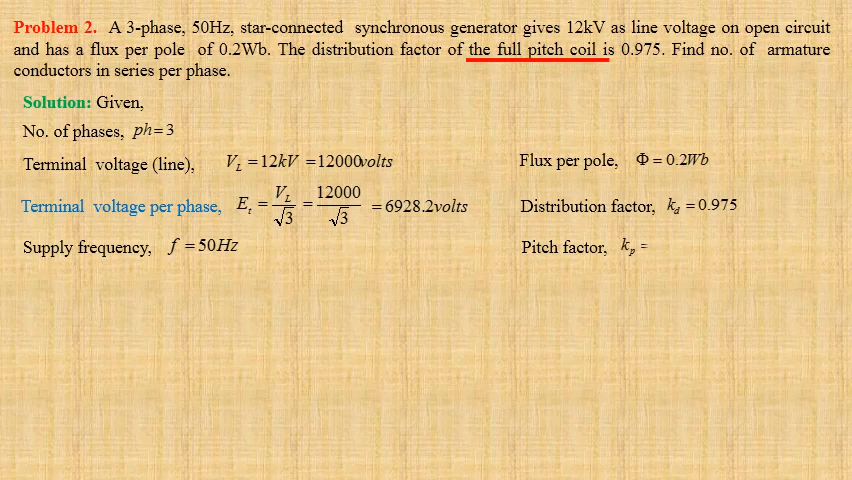 Problem 2. A 3-phase, 50Hz, star-connected synchronous generator gives 12kV as line voltage on open circuit
and has a flux per pole of 0.2Wb. The distribution factor of the full pitch coil is 0.975. Find no. of armature
conductors in series per phase.
Solution: Given,
No. of phases, ph = 3
Terminal voltage (line), V_L = 12kV = 12000volts Flux per pole, Φ = 0.2Wb
Terminal voltage per phase, E_t = V_L/√3 = 12000/√3 = 6928.2volts Distribution factor, k_d = 0.975
Supply frequency, f = 50Hz Pitch factor, k_p =